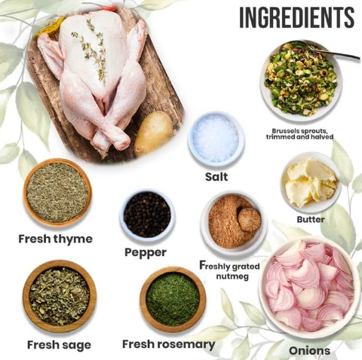 INGREDIENTS
Brussels sprouts,
trimmed and halved
Salt
Butter
Fresh thyme
Pepper
Freshly grated
nutmeg
Fresh sage
Fresh rosemary
Onions